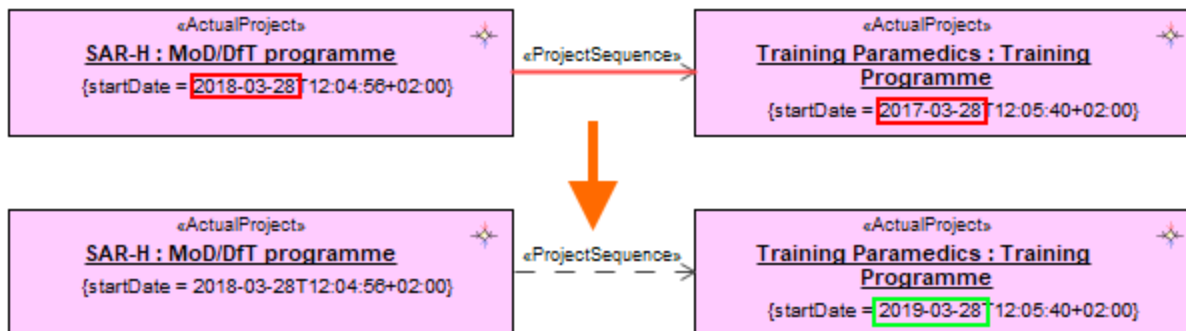 «ActualProject»
SAR-H : MoD/DfT programme
{startDate = 2018-03-28T12:04:56+02:00}
«ProjectSequence»
«ActualProject»
Training Paramedics : Training
Programme
{startDate = 2017-03-28T12:05:40+02:00}
«ActualProject»
SAR-H : MoD/DfT programme
{startDate = 2018-03-28T12:04:56+02:00}
«ProjectSequence»
«ActualProject»
Training Paramedics : Training
Programme
{startDate = 2019-03-28T12:05:40+02:00}